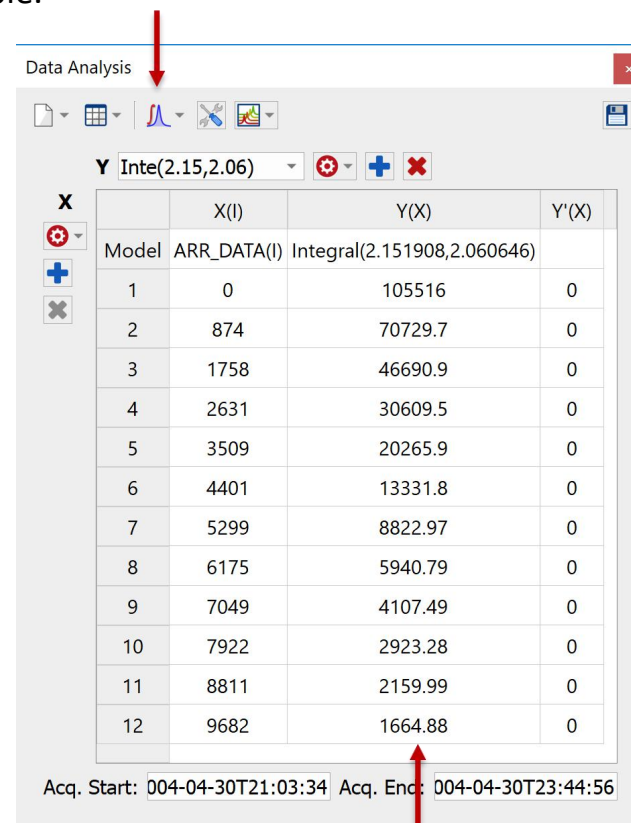 Data Analysis
Y Inte(2.15,2.06)
X
X(I) Y(X) Y'(X)
Model ARR_DATA(I) Integral(2.151908,2.060646)
1 0 105516 0
2 874 70729.7 0
3 1758 46690.9 0
4 2631 30609.5 0
5 3509 20265.9 0
6 4401 13331.8 0
7 5299 8822.97 0
8 6175 5940.79 0
9 7049 4107.49 0
10 7922 2923.28 0
11 8811 2159.99 0
12 9682 1664.88 0
Acq. Start: 004-04-30T21:03:34 Acq. End: 004-04-30T23:44:56